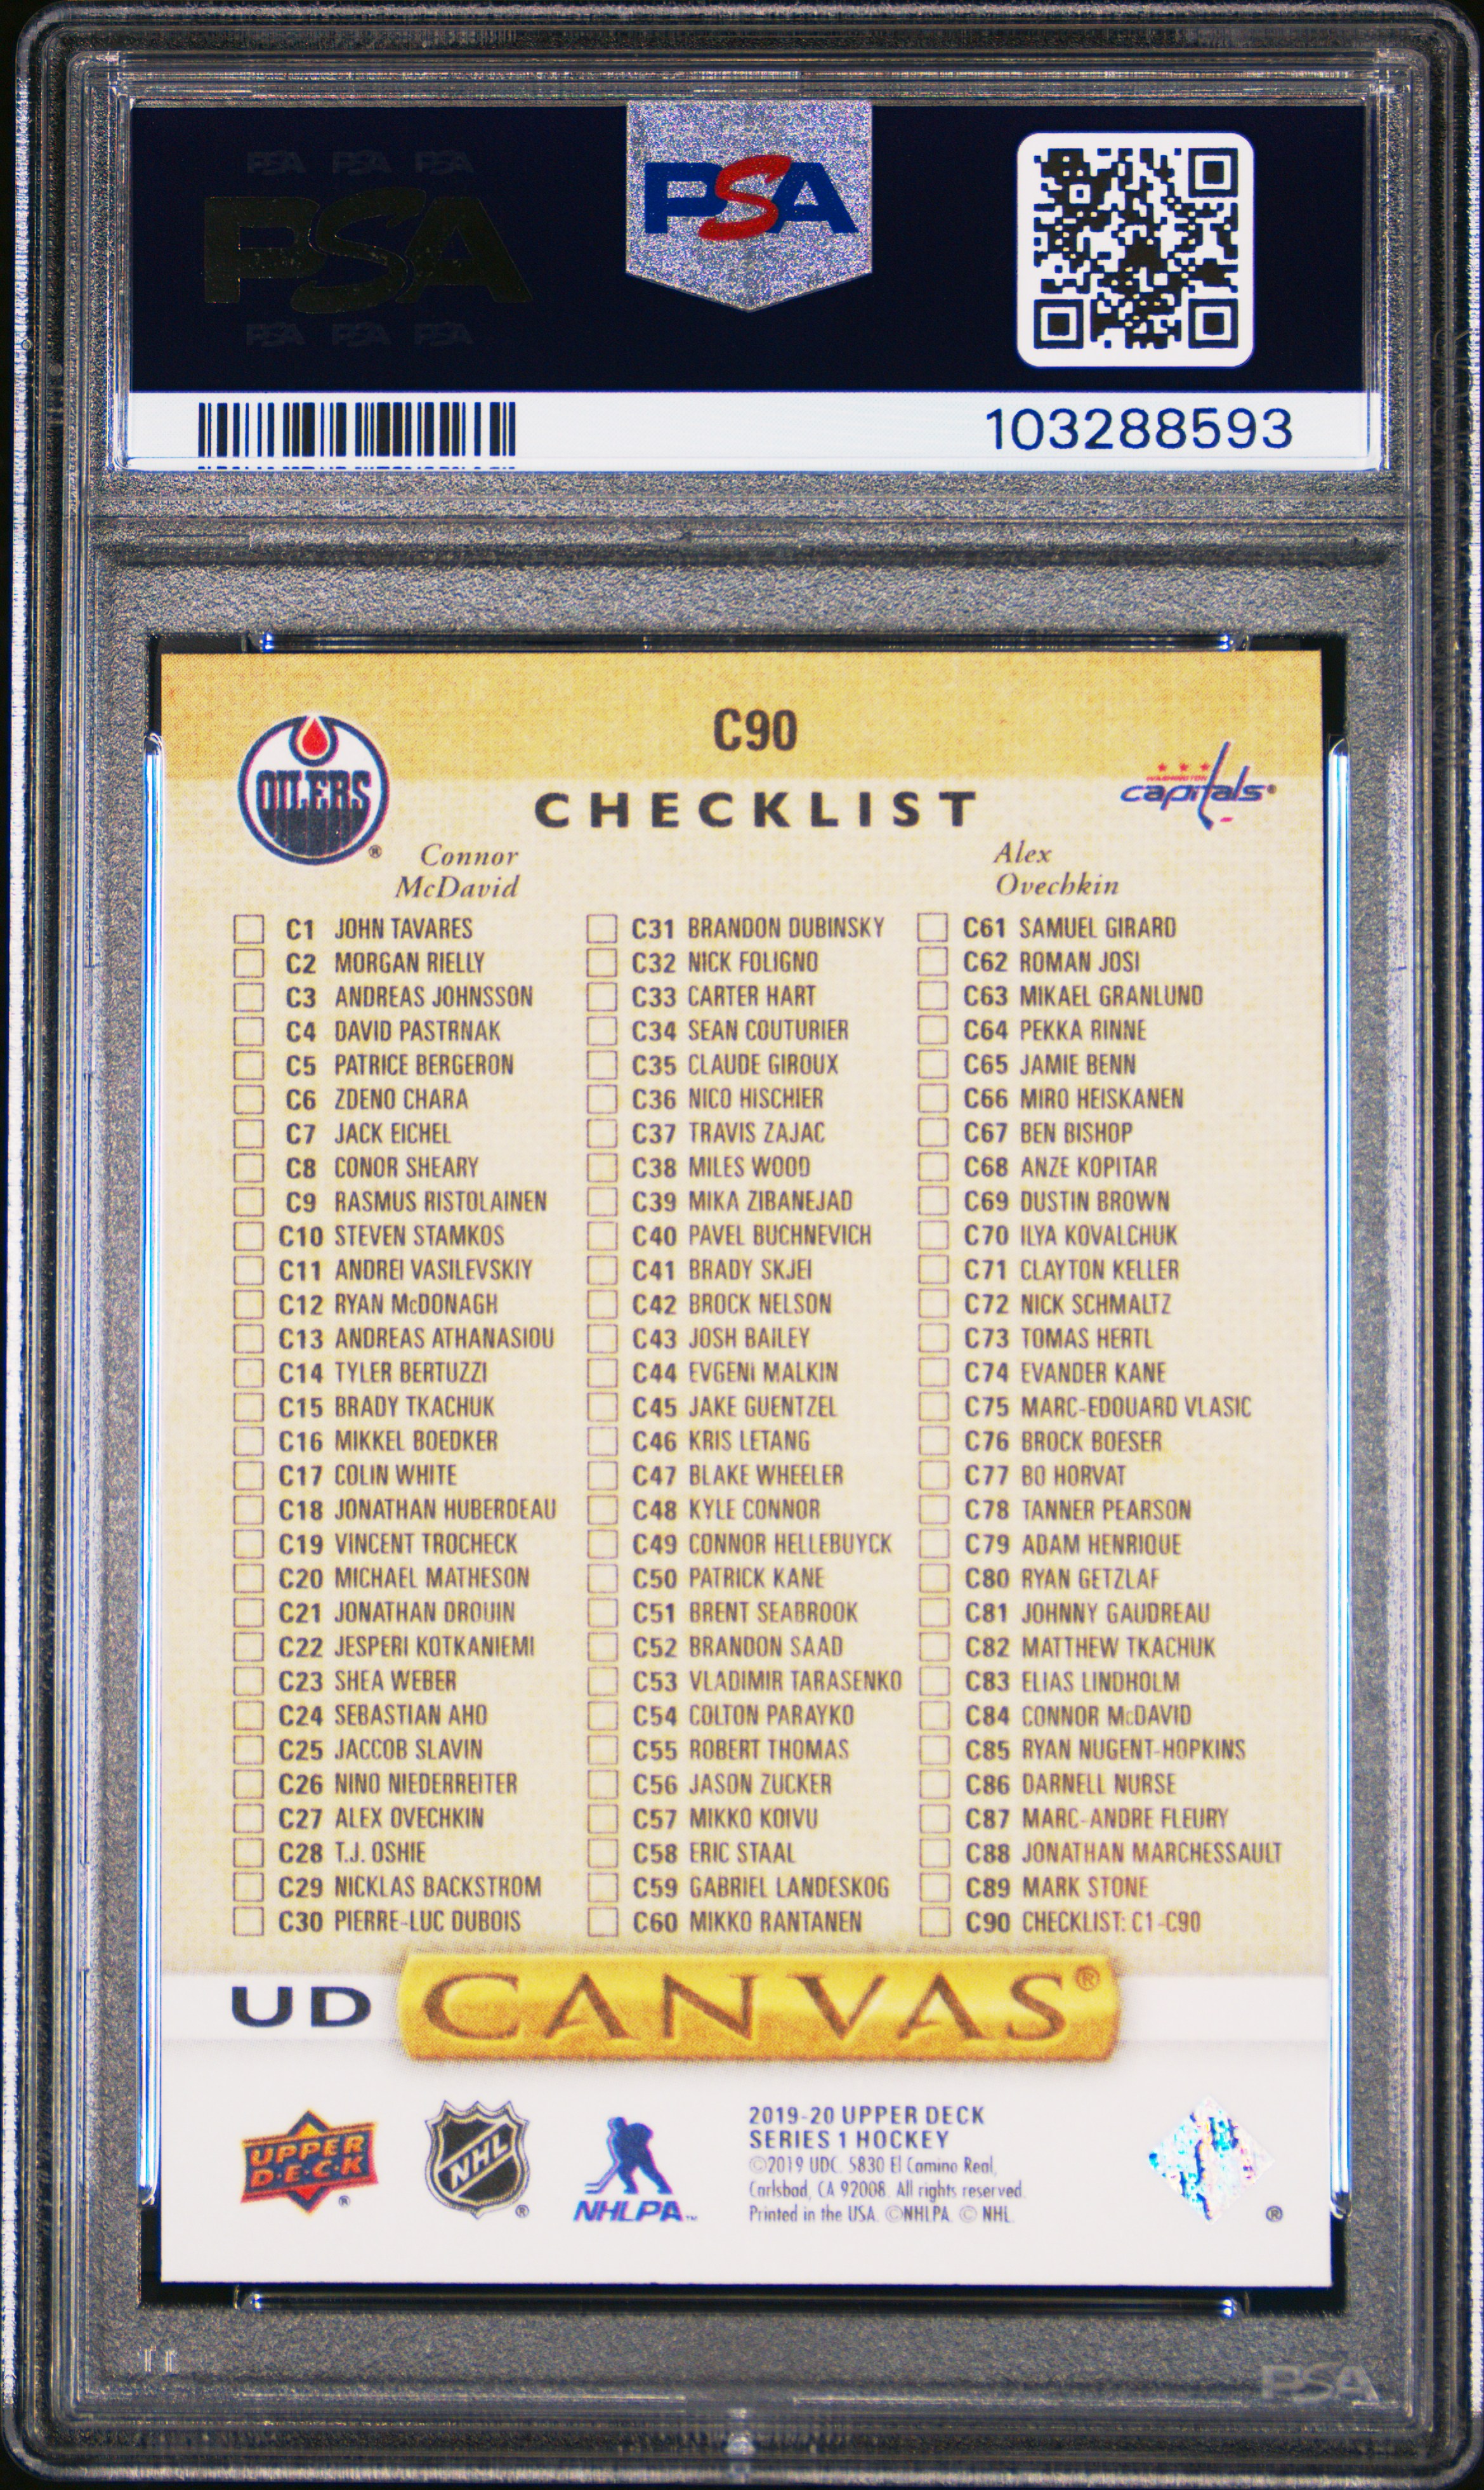 PSA PSA PSA
PSA
PSA PSA PSA
PSA
103288593
C90
CHECKLIST
OILERS ®
WASHINGTON
capitals®
Connor
McDavid
Alex
Ovechkin
C1 JOHN TAVARES
C2 MORGAN RIELLY
C3 ANDREAS JOHNSSON
C4 DAVID PASTRNAK
C5 PATRICE BERGERON
C6 ZDENO CHARA
C7 JACK EICHEL
C8 CONOR SHEARY
C9 RASMUS RISTOLAINEN
C10 STEVEN STAMKOS
C11 ANDREI VASILEVSKIY
C12 RYAN McDONAGH
C13 ANDREAS ATHANASIOU
C14 TYLER BERTUZZI
C15 BRADY TKACHUK
C16 MIKKEL BOEDKER
C17 COLIN WHITE
C18 JONATHAN HUBERDEAU
C19 VINCENT TROCHECK
C20 MICHAEL MATHESON
C21 JONATHAN DROUIN
C22 JESPERI KOTKANIEMI
C23 SHEA WEBER
C24 SEBASTIAN AHO
C25 JACCOB SLAVIN
C26 NINO NIEDERREITER
C27 ALEX OVECHKIN
C28 T.J. OSHIE
C29 NICKLAS BACKSTROM
C30 PIERRE-LUC DUBOIS
C31 BRANDON DUBINSKY
C32 NICK FOLIGNO
C33 CARTER HART
C34 SEAN COUTURIER
C35 CLAUDE GIROUX
C36 NICO HISCHIER
C37 TRAVIS ZAJAC
C38 MILES WOOD
C39 MIKA ZIBANEJAD
C40 PAVEL BUCHNEVICH
C41 BRADY SKJEI
C42 BROCK NELSON
C43 JOSH BAILEY
C44 EVGENI MALKIN
C45 JAKE GUENTZEL
C46 KRIS LETANG
C47 BLAKE WHEELER
C48 KYLE CONNOR
C49 CONNOR HELLEBUYCK
C50 PATRICK KANE
C51 BRENT SEABROOK
C52 BRANDON SAAD
C53 VLADIMIR TARASENKO
C54 COLTON PARAYKO
C55 ROBERT THOMAS
C56 JASON ZUCKER
C57 MIKKO KOIVU
C58 ERIC STAAL
C59 GABRIEL LANDESKOG
C60 MIKKO RANTANEN
C61 SAMUEL GIRARD
C62 ROMAN JOSI
C63 MIKAEL GRANLUND
C64 PEKKA RINNE
C65 JAMIE BENN
C66 MIRO HEISKANEN
C67 BEN BISHOP
C68 ANZE KOPITAR
C69 DUSTIN BROWN
C70 ILYA KOVALCHUK
C71 CLAYTON KELLER
C72 NICK SCHMALTZ
C73 TOMAS HERTL
C74 EVANDER KANE
C75 MARC-EDOUARD VLASIC
C76 BROCK BOESER
C77 BO HORVAT
C78 TANNER PEARSON
C79 ADAM HENRIQUE
C80 RYAN GETZLAF
C81 JOHNNY GAUDREAU
C82 MATTHEW TKACHUK
C83 ELIAS LINDHOLM
C84 CONNOR McDAVID
C85 RYAN NUGENT-HOPKINS
C86 DARNELL NURSE
C87 MARC-ANDRE FLEURY
C88 JONATHAN MARCHESSAULT
C89 MARK STONE
C90 CHECKLIST: C1-C90
UD CANVAS®
UPPER
D·E·C·K ®
NHL ®
NHLPA™
2019-20 UPPER DECK
SERIES 1 HOCKEY
©2019 UDC. 5830 El Camino Real,
Carlsbad, CA 92008. All rights reserved.
Printed in the USA. ©NHLPA. © NHL.
®
PSA